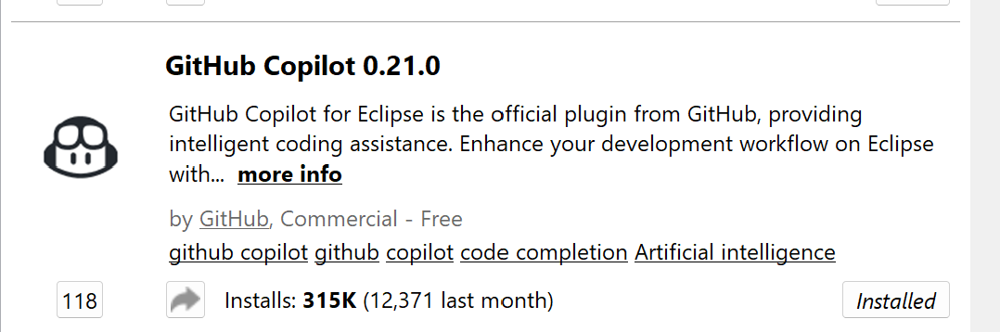 GitHub Copilot 0.21.0
GitHub Copilot for Eclipse is the official plugin from GitHub, providing
intelligent coding assistance. Enhance your development workflow on Eclipse
with... more info
by GitHub, Commercial - Free
github copilot github copilot code completion Artificial intelligence
118 Installs: 315K (12,371 last month) Installed